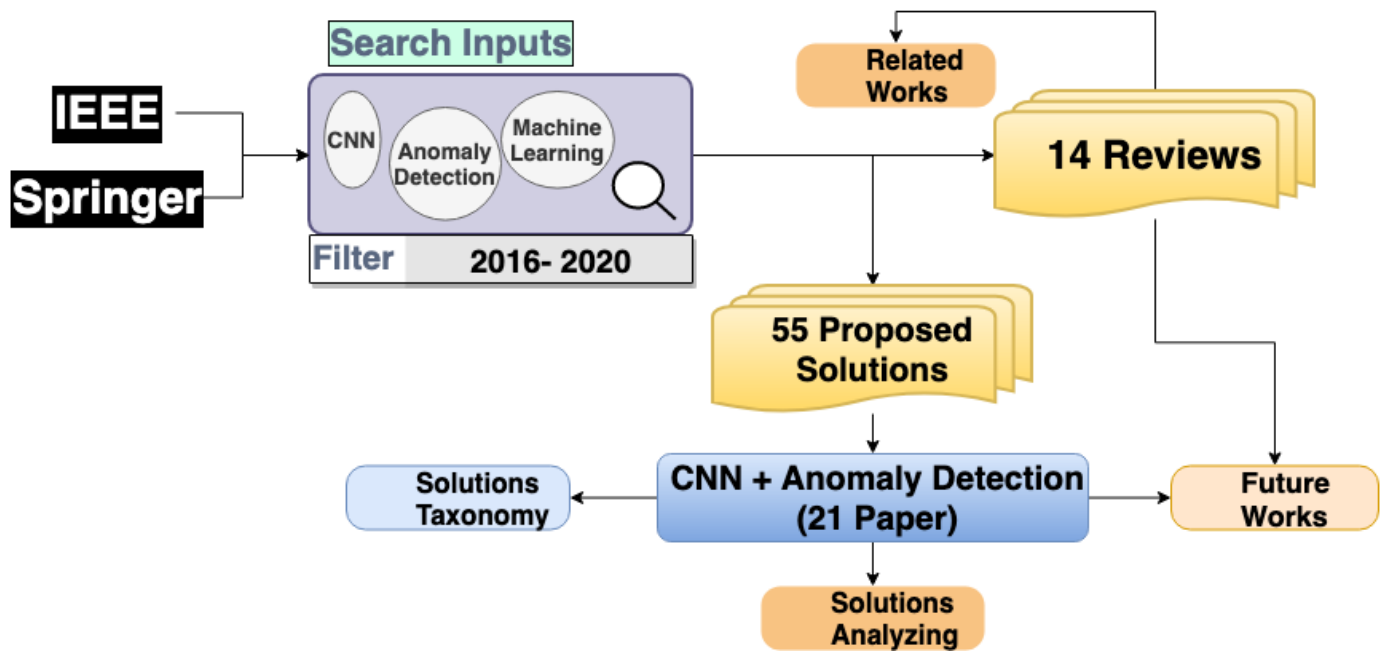 Search Inputs
IEEE
Springer
CNN
Anomaly
Detection
Machine
Learning
Filter 2016- 2020
Related
Works
14 Reviews
55 Proposed
Solutions
CNN + Anomaly Detection
(21 Paper)
Solutions
Taxonomy
Future
Works
Solutions
Analyzing